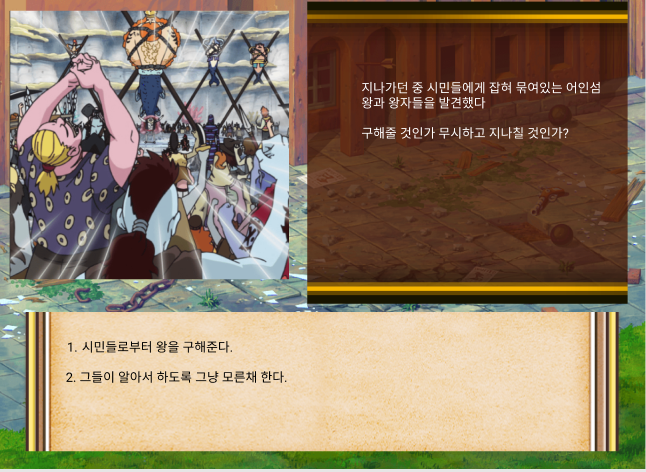 지나가던 중 시민들에게 잡혀 묶여있는 어인섬
왕과 왕자들을 발견했다
구해줄 것인가 무시하고 지나칠 것인가?
1. 시민들로부터 왕을 구해준다.
2. 그들이 알아서 하도록 그냥 모른채 한다.